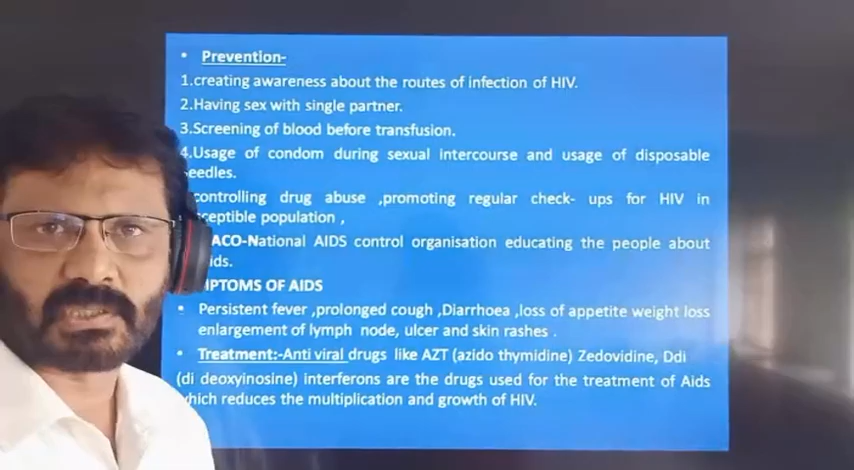 Prevention-
1.creating awareness about the routes of infection of HIV.
2.Having sex with single partner.
3.Screening of blood before transfusion.
4.Usage of condom during sexual intercourse and usage of disposable
eedles.
controlling drug abuse ,promoting regular check- ups for HIV in
ceptible population ,
ACO-National AIDS control organisation educating the people about
ids.
IPTOMS OF AIDS
Persistent fever ,prolonged cough ,Diarrhoea ,loss of appetite weight loss
enlargement of lymph node, ulcer and skin rashes .
Treatment:-Anti viral drugs like AZT (azido thymidine) Zedovidine, Ddi
(di deoxyinosine) interferons are the drugs used for the treatment of Aids
which reduces the multiplication and growth of HIV.